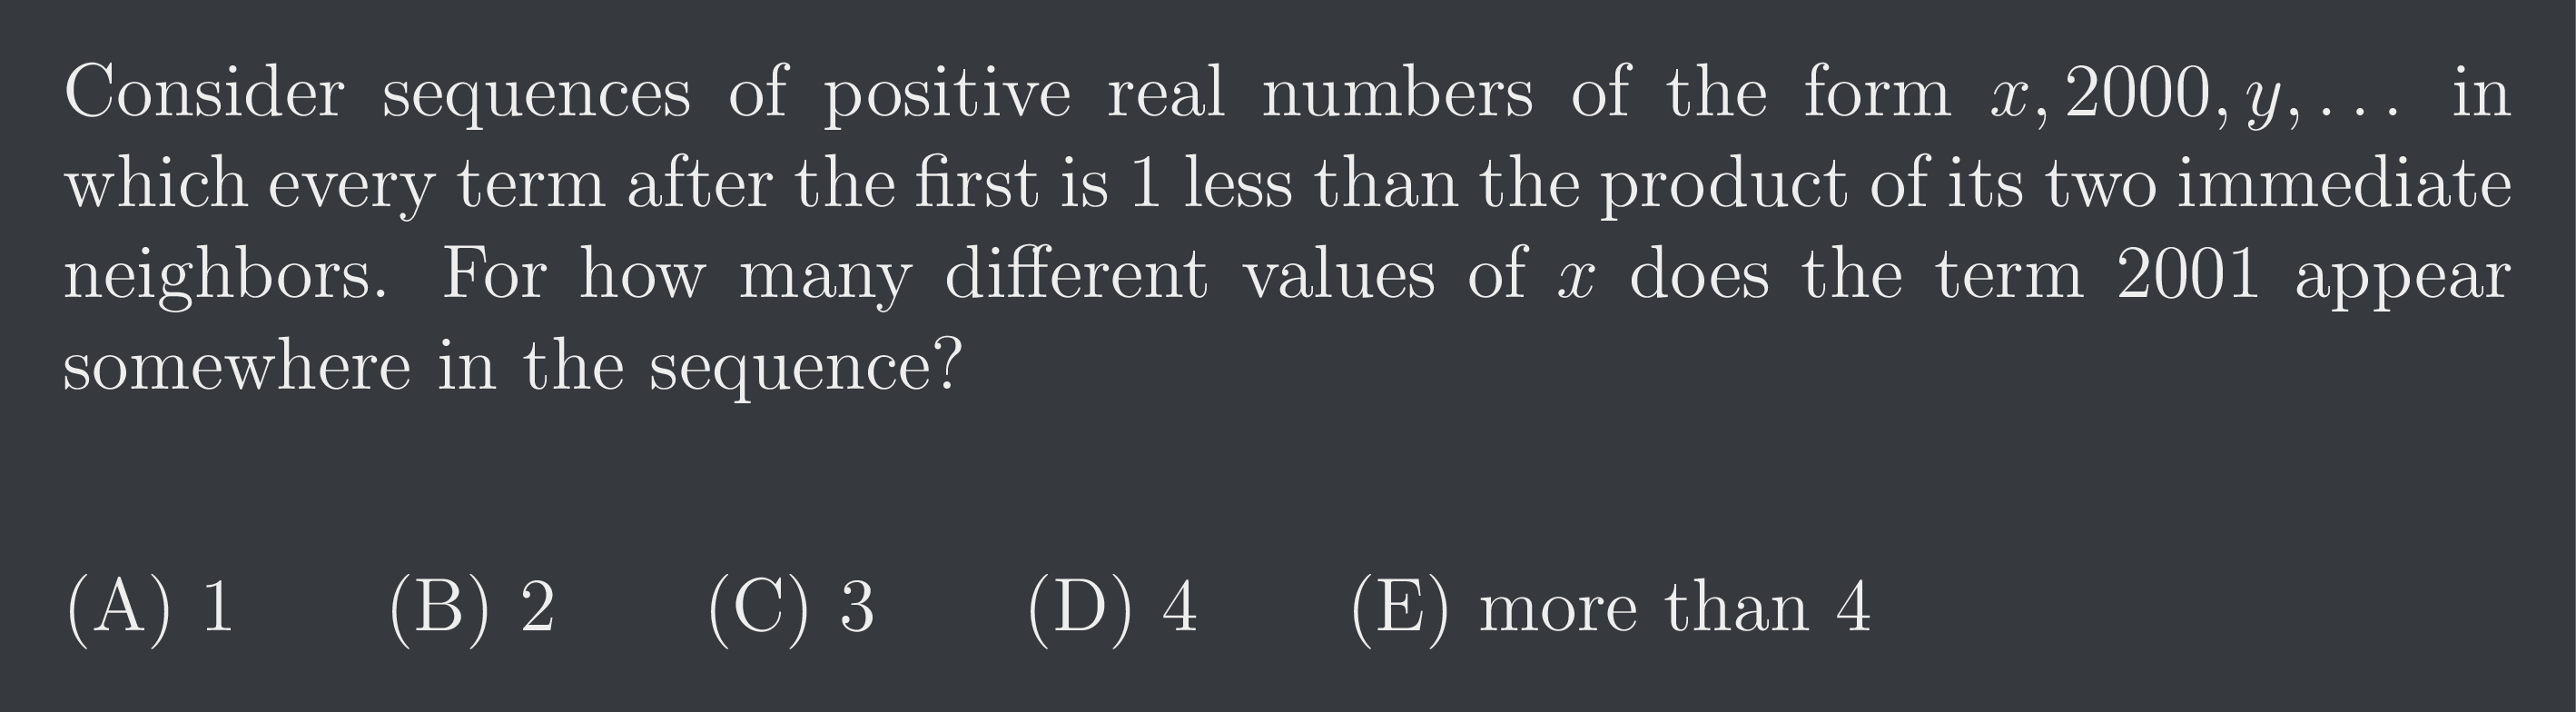 Consider sequences of positive real numbers of the form x, 2000, y, ... in
which every term after the first is 1 less than the product of its two immediate
neighbors. For how many different values of x does the term 2001 appear
somewhere in the sequence?
(A) 1 (B) 2 (C) 3 (D) 4 (E) more than 4